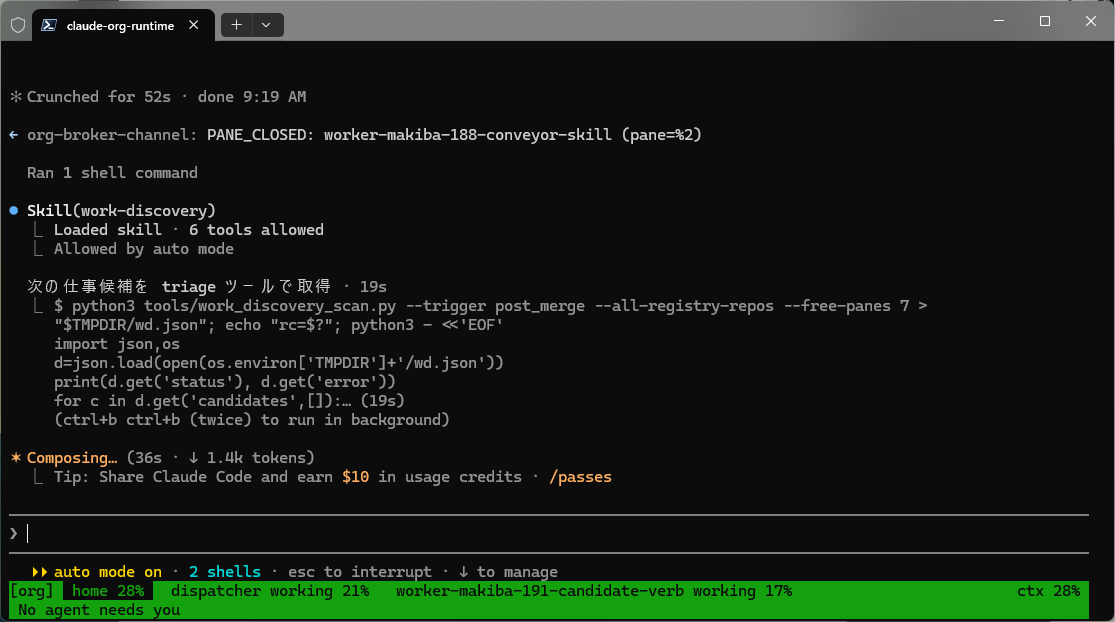 claude-org-runtime
✻ Crunched for 52s · done 9:19 AM
← org-broker-channel: PANE_CLOSED: worker-makiba-188-conveyor-skill (pane=%2)
Ran 1 shell command
● Skill(work-discovery)
⎿ Loaded skill · 6 tools allowed
⎿ Allowed by auto mode
次の仕事候補を triage ツールで取得 · 19s
⎿ $ python3 tools/work_discovery_scan.py --trigger post_merge --all-registry-repos --free-panes 7 >
"$TMPDIR/wd.json"; echo "rc=$?"; python3 - <<'EOF'
import json,os
d=json.load(open(os.environ['TMPDIR']+'/wd.json'))
print(d.get('status'), d.get('error'))
for c in d.get('candidates',[]):… (19s)
(ctrl+b ctrl+b (twice) to run in background)
✶ Composing… (36s · ↓ 1.4k tokens)
⎿ Tip: Share Claude Code and earn $10 in usage credits · /passes
❯
⏵⏵ auto mode on · 2 shells · esc to interrupt · ↓ to manage
[org] home 28% dispatcher working 21% worker-makiba-191-candidate-verb working 17% ctx 28%
No agent needs you